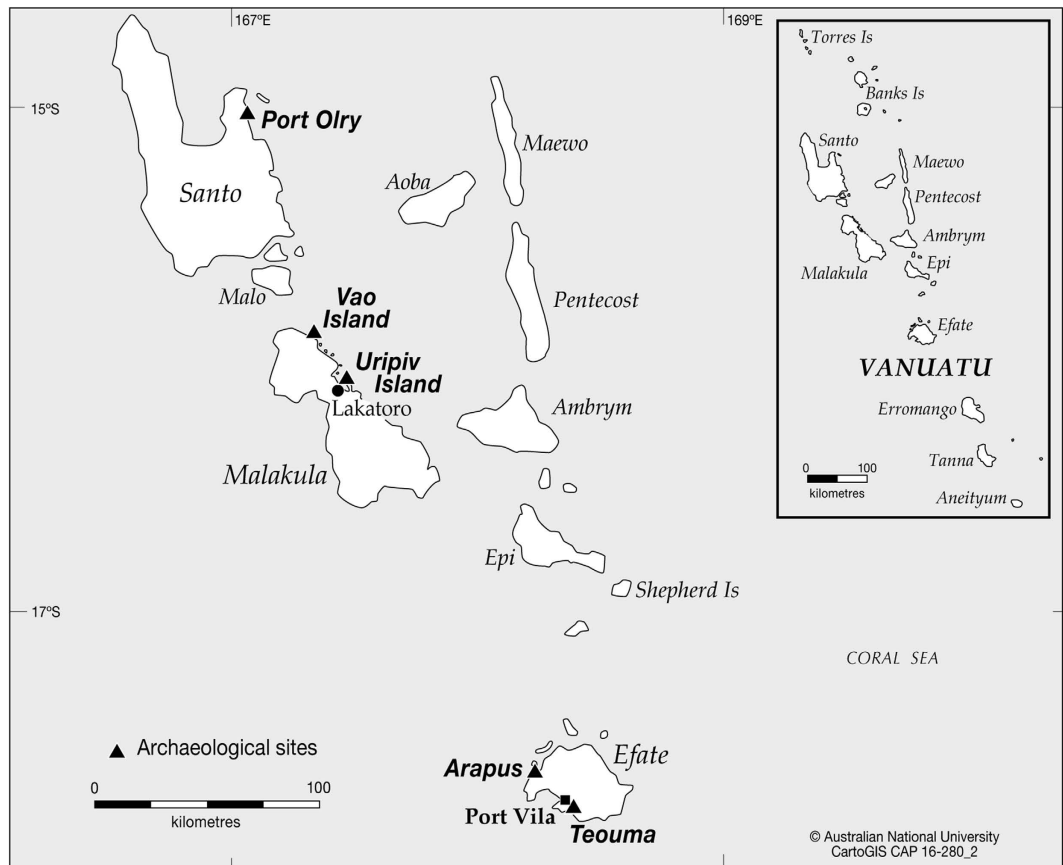 167ºE
169ºE
15ºS
17ºS
Port Olry
Santo
Malo
Aoba
Maewo
Pentecost
Vao
Island
Uripiv
Island
Lakatoro
Malakula
Ambrym
Epi
Shepherd Is
CORAL SEA
Efate
Arapus
Port Vila
Teouma
Archaeological sites
0
100
kilometres
Torres Is
Banks Is
Santo
Maewo
Pentecost
Ambrym
Epi
Malakula
Efate
VANUATU
Erromango
Tanna
Aneityum
0
100
kilometres
© Australian National University
CartoGIS CAP 16-280_2